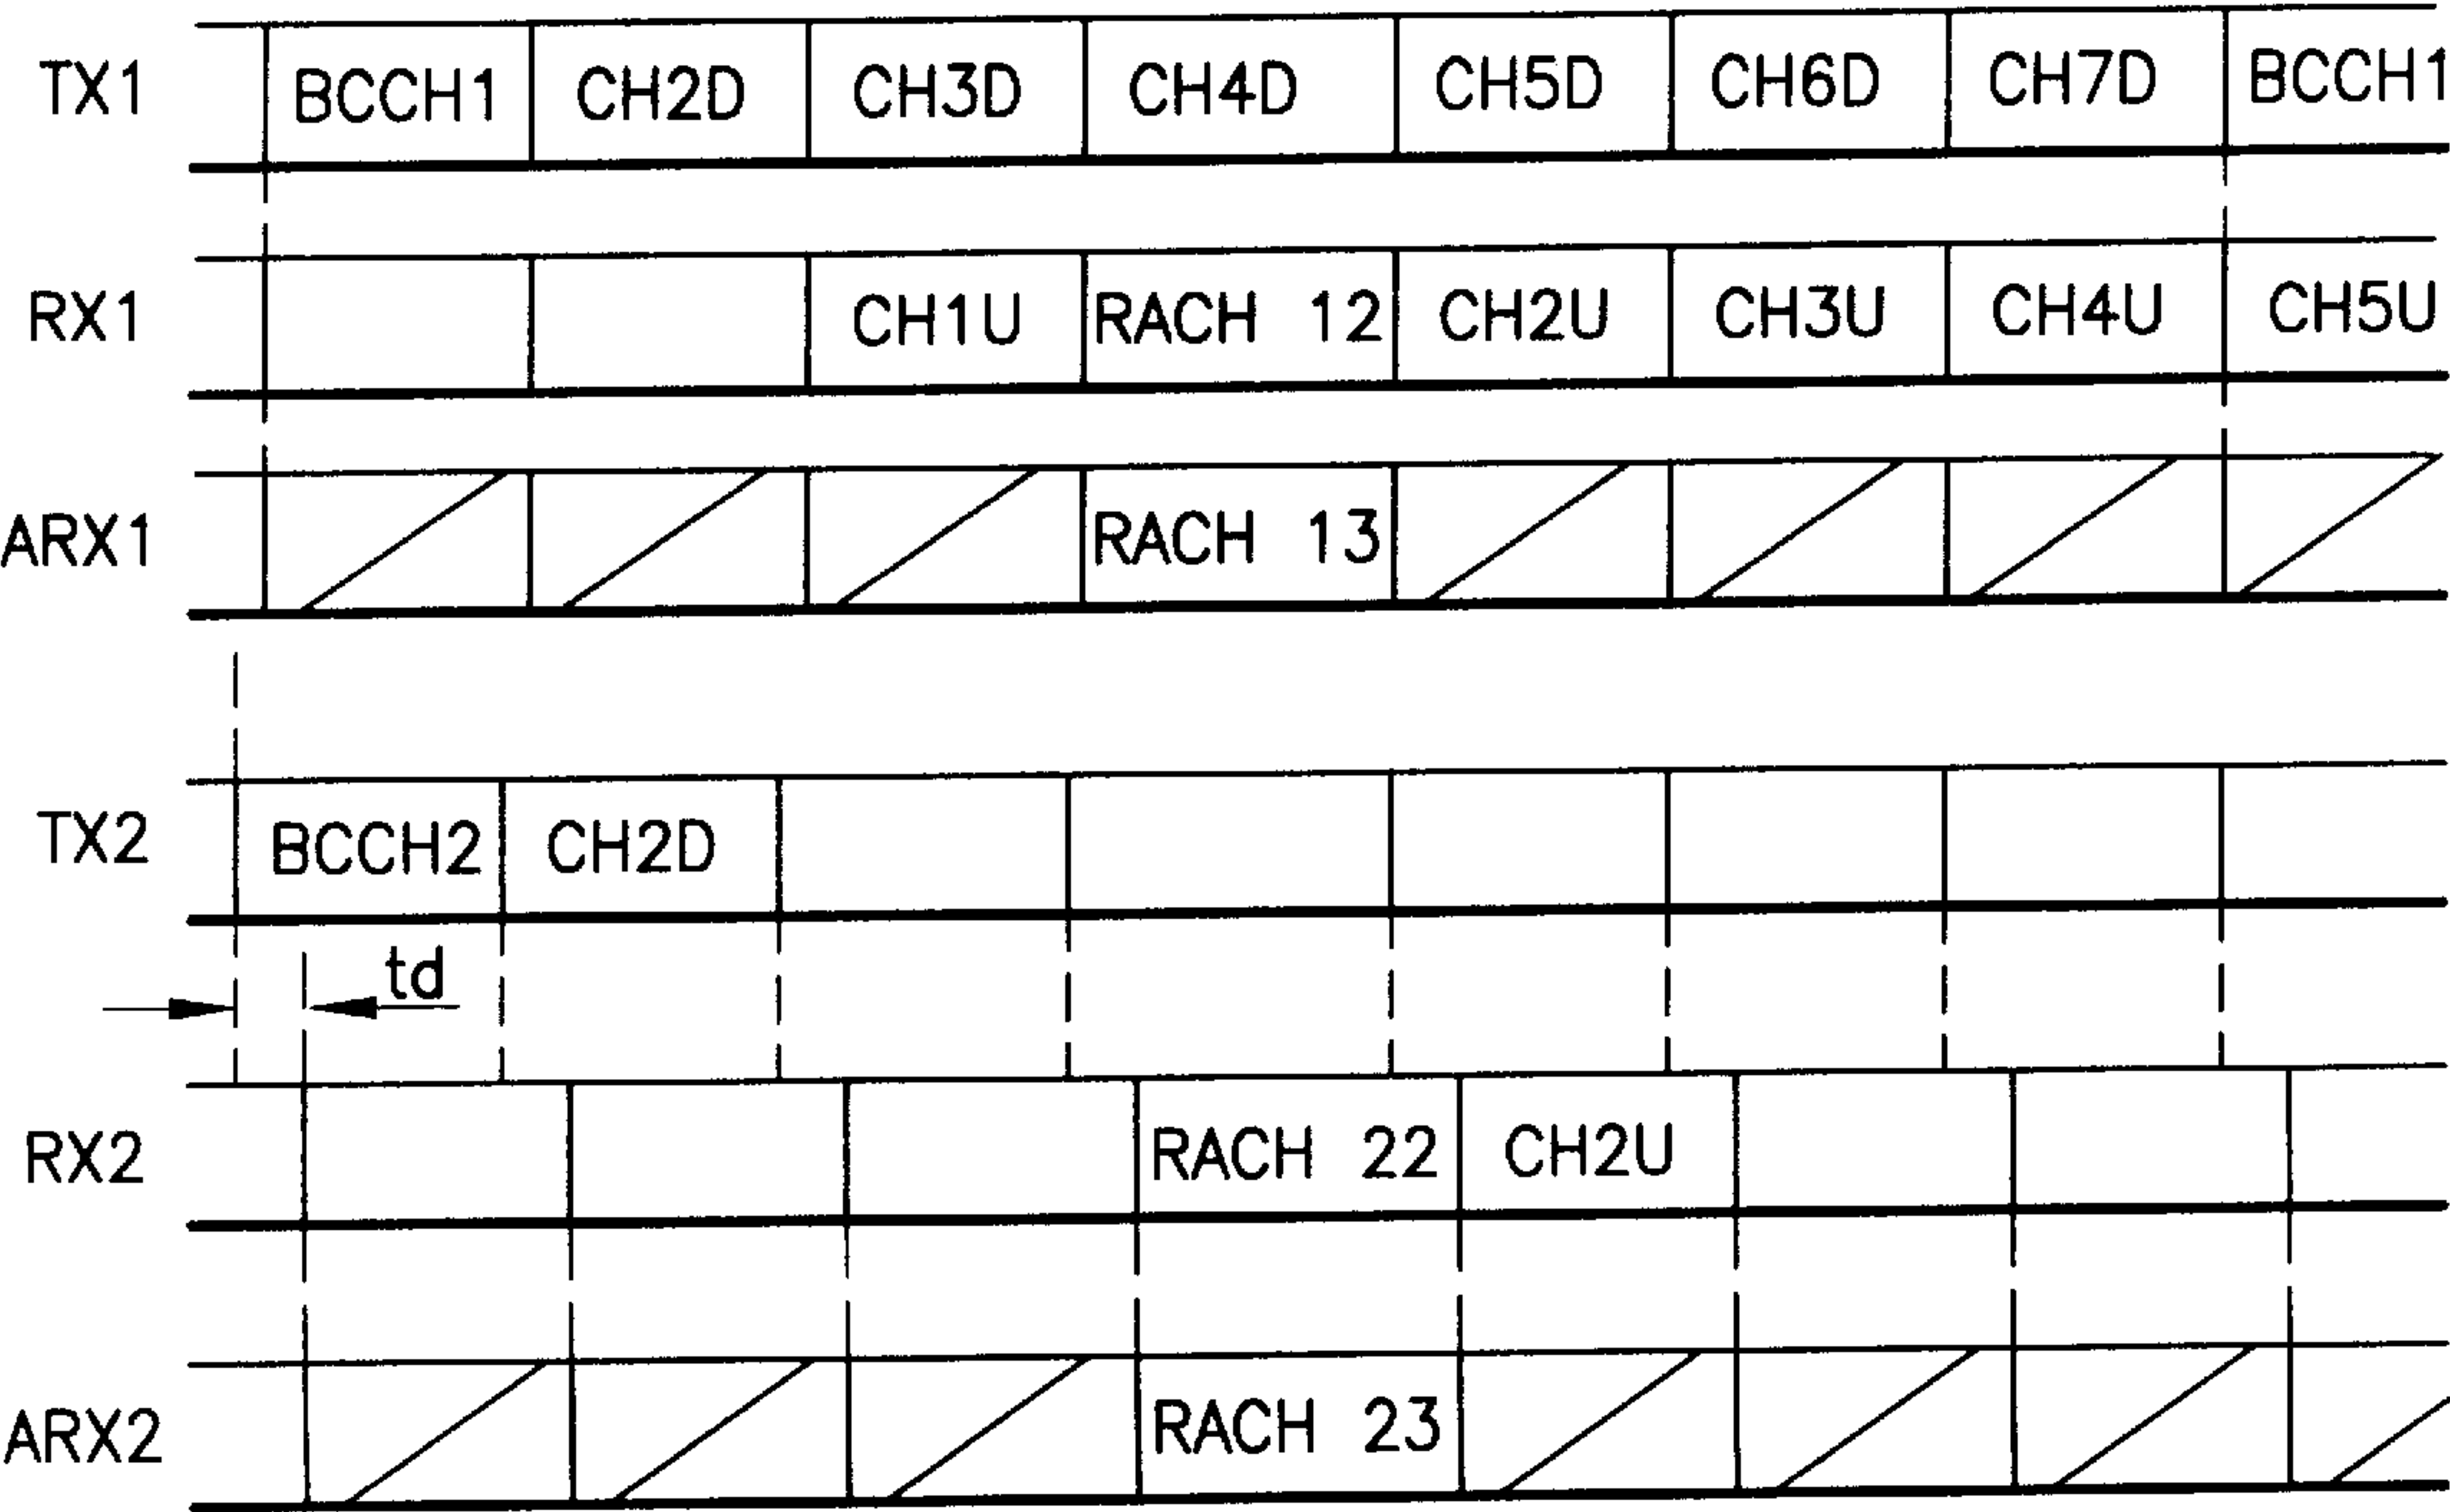 TX1 BCCH1 CH2D CH3D CH4D CH5D CH6D CH7D BCCH1
RX1 CH1U RACH 12 CH2U CH3U CH4U CH5U
ARX1 RACH 13
TX2 BCCH2 CH2D
td
RX2 RACH 22 CH2U
ARX2 RACH 23